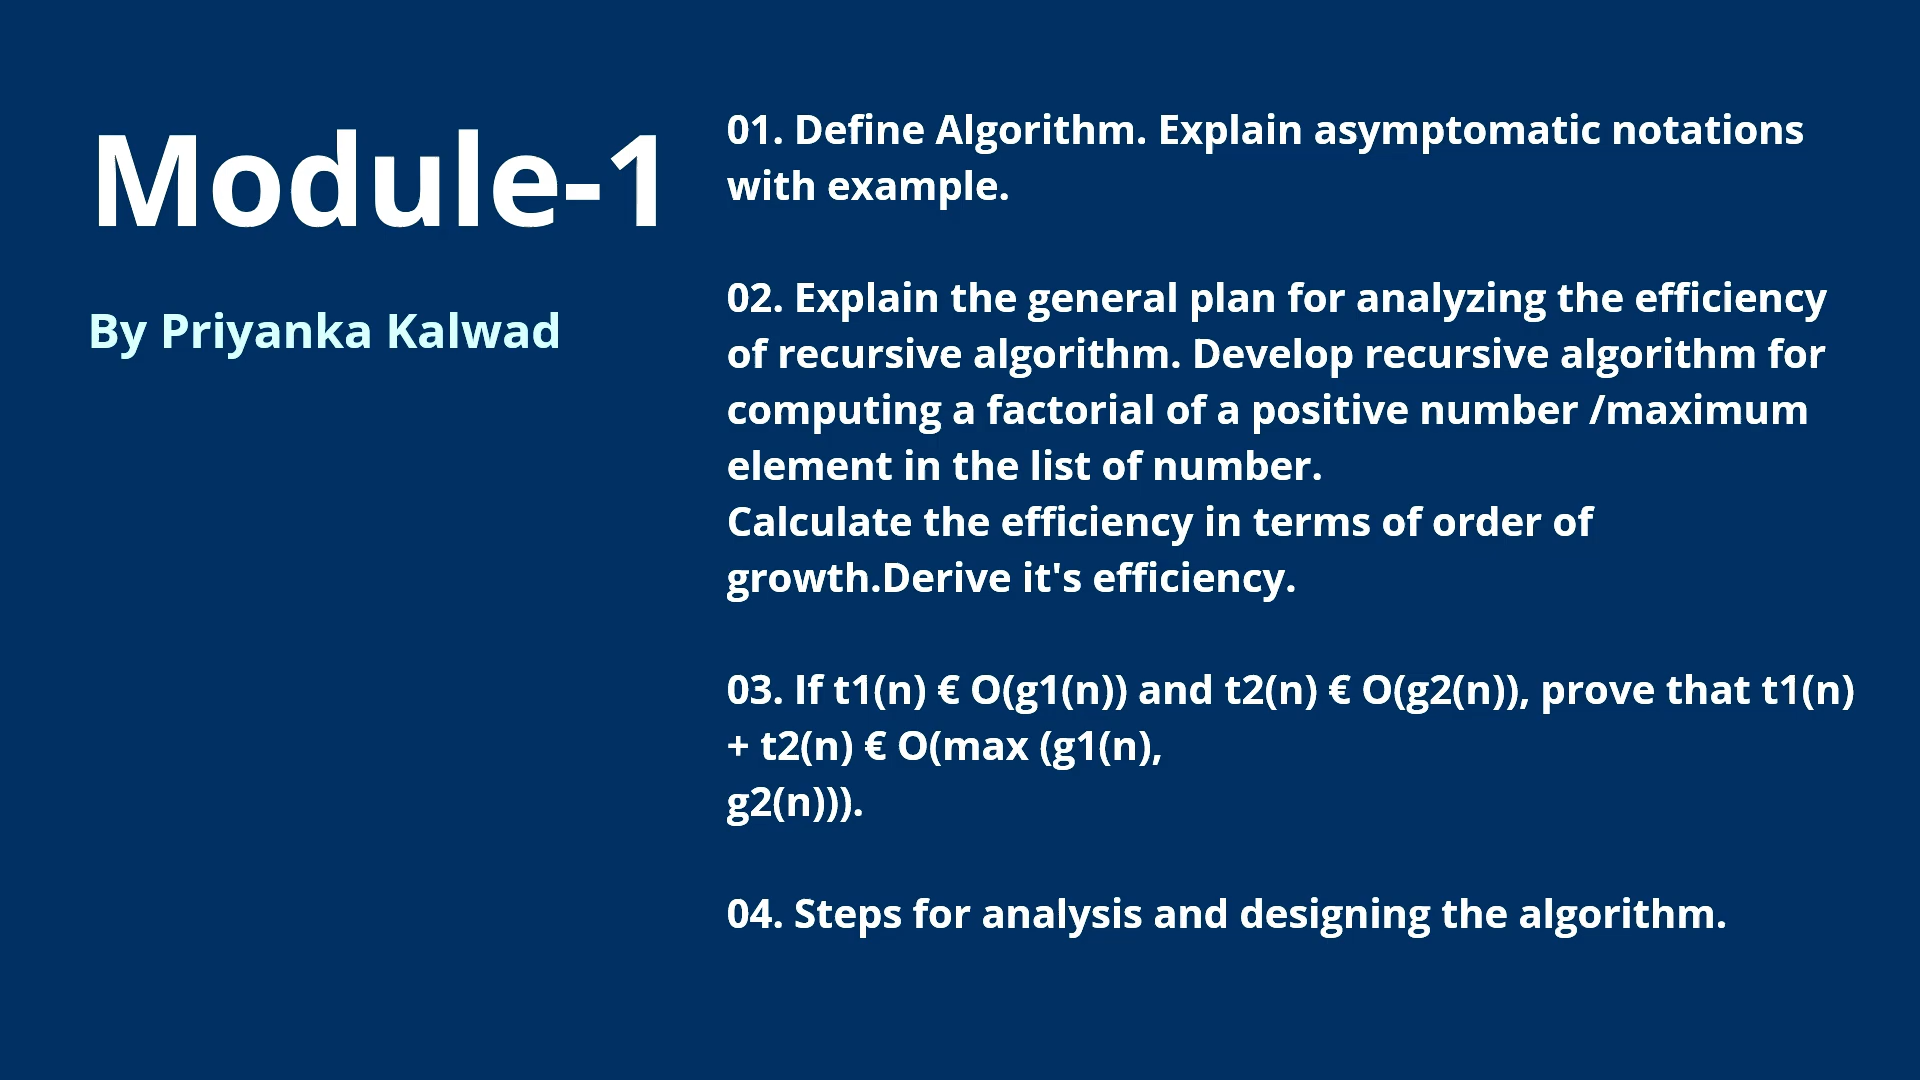 Module-1
By Priyanka Kalwad
01. Define Algorithm. Explain asymptomatic notations
with example.
02. Explain the general plan for analyzing the efficiency
of recursive algorithm. Develop recursive algorithm for
computing a factorial of a positive number /maximum
element in the list of number.
Calculate the efficiency in terms of order of
growth.Derive it's efficiency.
03. If t1(n) € O(g1(n)) and t2(n) € O(g2(n)), prove that t1(n)
+ t2(n) € O(max (g1(n),
g2(n))).
04. Steps for analysis and designing the algorithm.